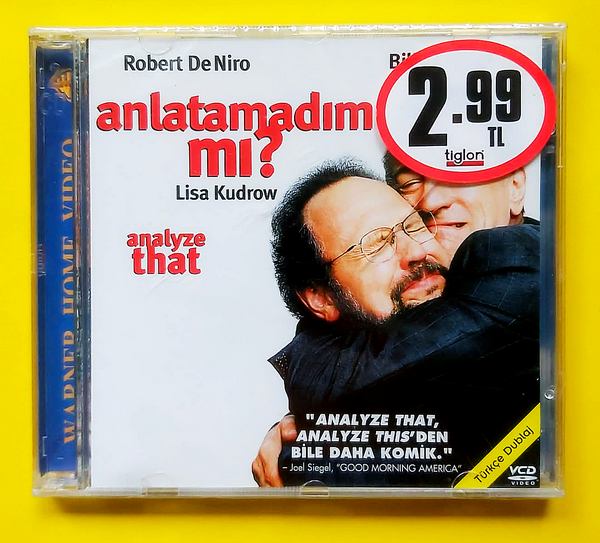 Robert De Niro
anlatamadım
mı?
Lisa Kudrow
analyze
that
2.99
TL
tiglon
WARNER HOME VIDEO
"ANALYZE THAT,
ANALYZE THIS'DEN
BİLE DAHA KOMİK."
– Joel Siegel, "GOOD MORNING AMERICA"
Türkçe Dublaj
VCD
VIDEO